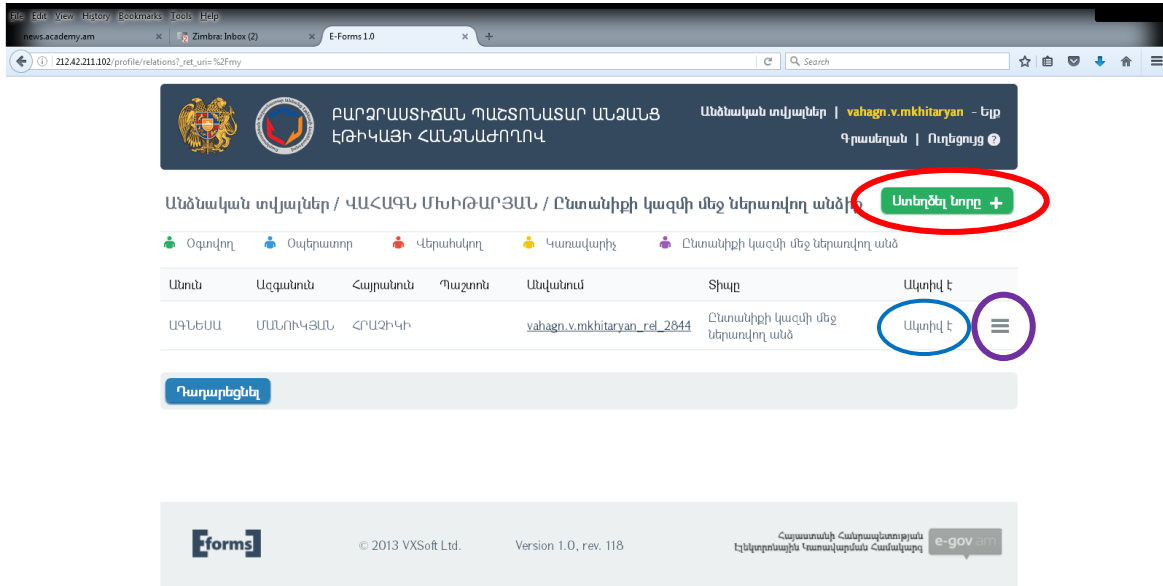 File Edit View History Bookmarks Tools Help
news.academy.am × Zimbra: Inbox (2) × E-Forms 1.0 × +
212.42.211.102/profile/relations?_ret_uri=%2Fmy Search
ԲԱՐՁՐԱՍՏԻՃԱՆ ՊԱՇՏՈՆԱՏԱՐ ԱՆՁԱՆՑ
ԷԹԻԿԱՅԻ ՀԱՆՁՆԱԺՈՂՈՎ
Անձնական տվյալներ | vahagn.v.mkhitaryan - Ելք
Գրասեղան | Ուղեցույց ?
Անձնական տվյալներ / ՎԱՀԱԳՆ ՄԽԻԹԱՐՅԱՆ / Ընտանիքի կազմի մեջ ներառվող անձիք
Ստեղծել նորը +
Օգտվող Օպերատոր Վերահսկող Կառավարիչ Ընտանիքի կազմի մեջ ներառվող անձ
Անուն Ազգանուն Հայրանուն Պաշտոն Անվանում Տիպը Ակտիվ է
ԱԳՆԵՍԱ ՄԱՆՈՒԿՅԱՆ ՀՐԱՉԻԿԻ vahagn.v.mkhitaryan_rel_2844 Ընտանիքի կազմի մեջ Ակտիվ է
ներառվող անձ
Դադարեցնել
Eforms © 2013 VXSoft Ltd. Version 1.0, rev. 118
Հայաստանի Հանրապետության
Էլեկտրոնային Կառավարման Համակարգ
e-gov.am